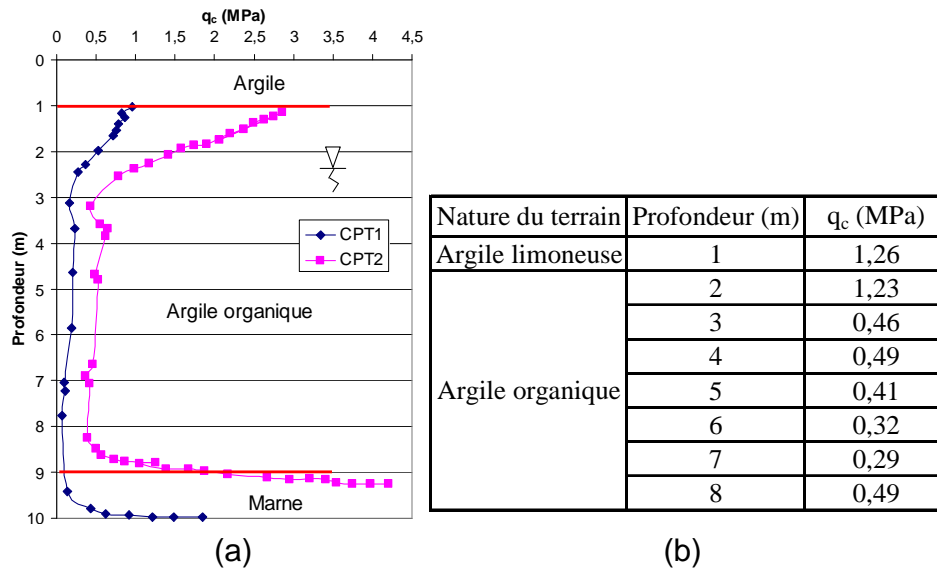 q_c (MPa)
0 0,5 1 1,5 2 2,5 3 3,5 4 4,5
0
1
2
3
4
5
6
7
8
9
10
Profondeur (m)
Argile
CPT1
CPT2
Argile organique
Marne
(a)
Nature du terrain Profondeur (m) q_c (MPa)
Argile limoneuse 1 1,26
Argile organique
2 1,23
3 0,46
4 0,49
5 0,41
6 0,32
7 0,29
8 0,49
(b)